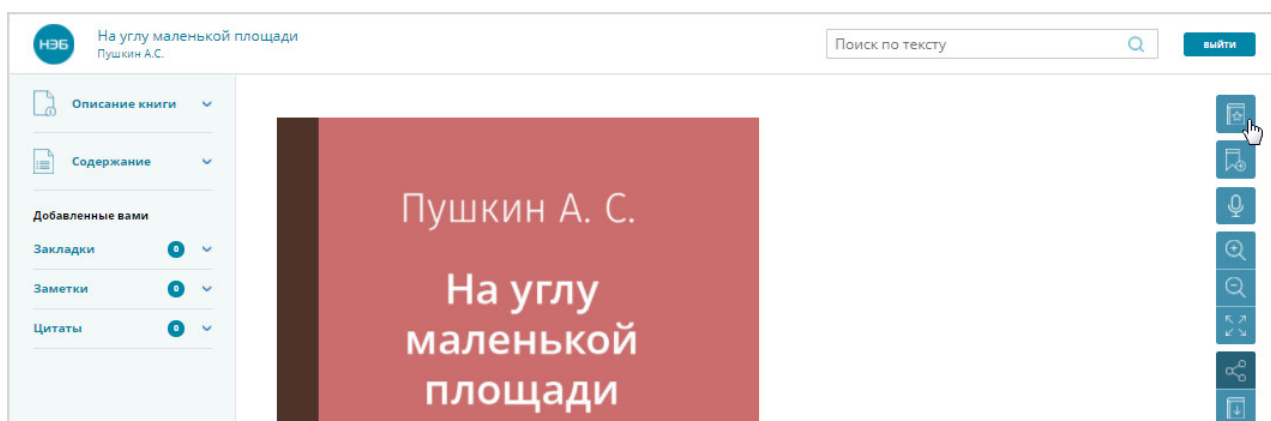 нэб
На углу маленькой площади
Пушкин А.С.
Поиск по тексту
выйти
Описание книги
Содержание
Добавленные вами
Закладки 0
Заметки 0
Цитаты 0
Пушкин А. С.
На углу
маленькой
площади